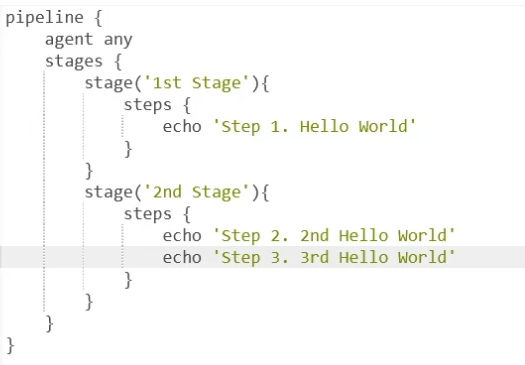 pipeline {
    agent any
    stages {
        stage('1st Stage'){
            steps {
                echo 'Step 1. Hello World'
            }
        }
        stage('2nd Stage'){
            steps {
                echo 'Step 2. 2nd Hello World'
                echo 'Step 3. 3rd Hello World'
            }
        }
    }
}